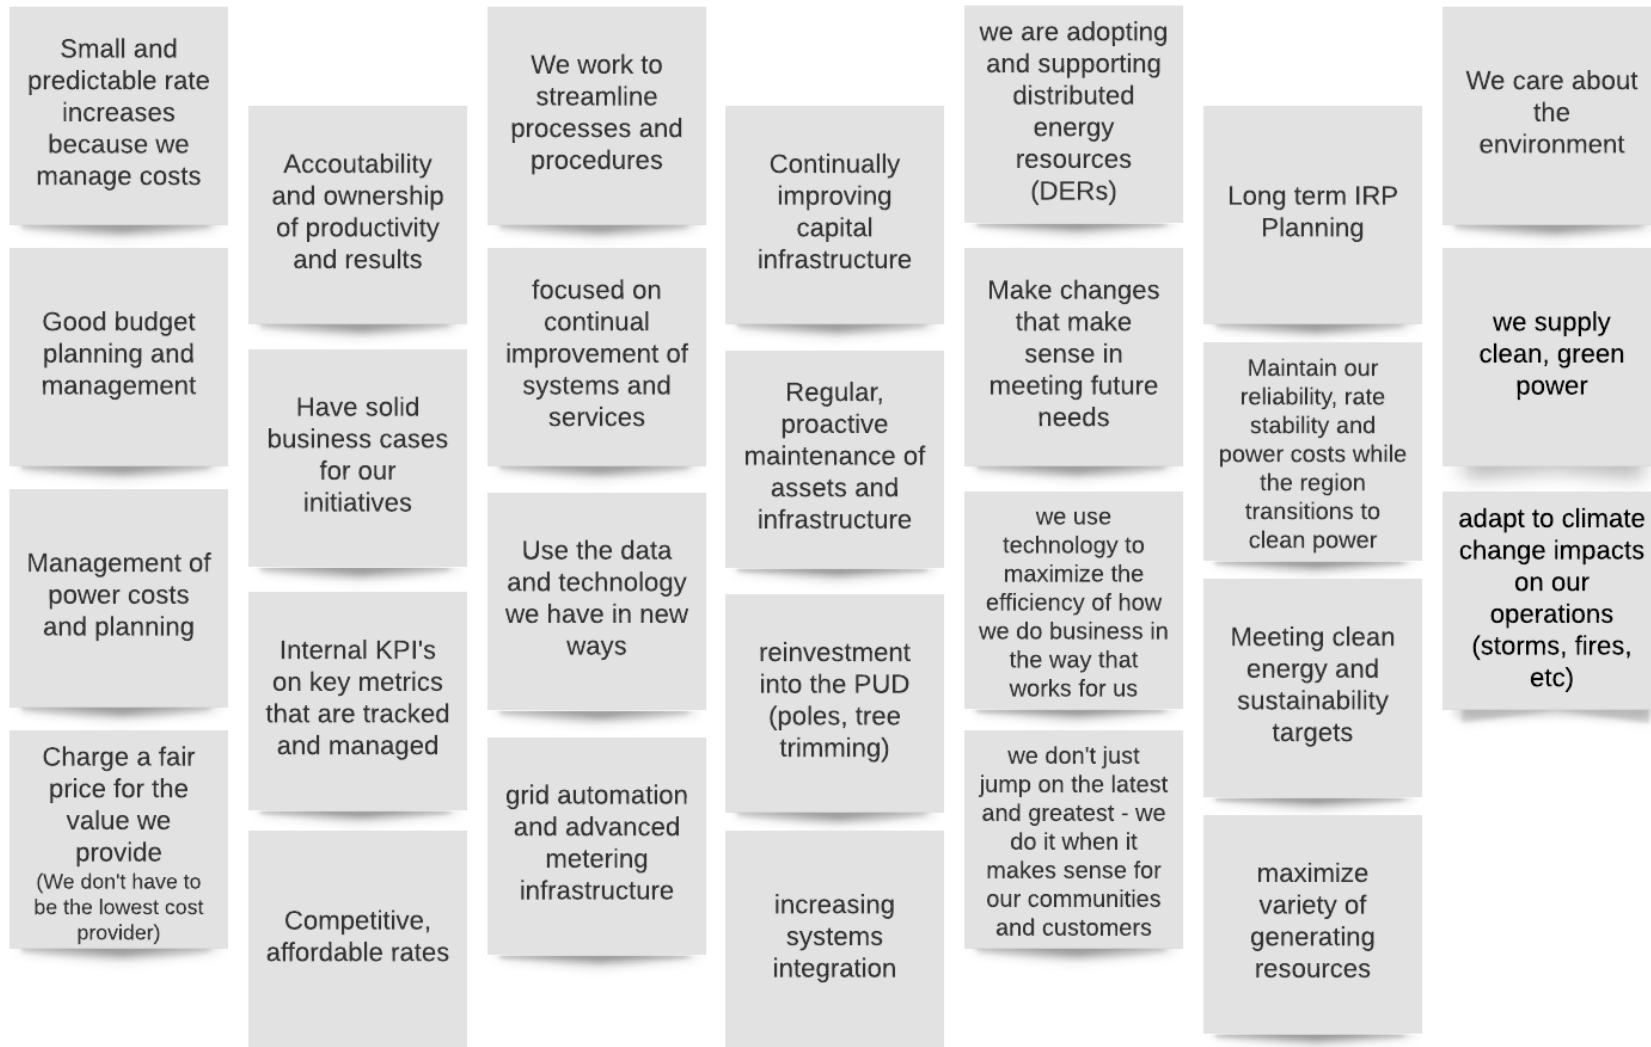 Small and
predictable rate
increases
because we
manage costs
Good budget
planning and
management
Management of
power costs
and planning
Charge a fair
price for the
value we
provide
(We don't have to
be the lowest cost
provider)
Accoutability
and ownership
of productivity
and results
Have solid
business cases
for our
initiatives
Internal KPI's
on key metrics
that are tracked
and managed
Competitive,
affordable rates
We work to
streamline
processes and
procedures
focused on
continual
improvement of
systems and
services
Use the data
and technology
we have in new
ways
grid automation
and advanced
metering
infrastructure
Continually
improving
capital
infrastructure
Regular,
proactive
maintenance of
assets and
infrastructure
reinvestment
into the PUD
(poles, tree
trimming)
increasing
systems
integration
we are adopting
and supporting
distributed
energy
resources
(DERs)
Make changes
that make
sense in
meeting future
needs
we use
technology to
maximize the
efficiency of how
we do business in
the way that
works for us
we don't just
jump on the latest
and greatest - we
do it when it
makes sense for
our communities
and customers
Long term IRP
Planning
Maintain our
reliability, rate
stability and
power costs while
the region
transitions to
clean power
Meeting clean
energy and
sustainability
targets
maximize
variety of
generating
resources
We care about
the
environment
we supply
clean, green
power
adapt to climate
change impacts
on our
operations
(storms, fires,
etc)